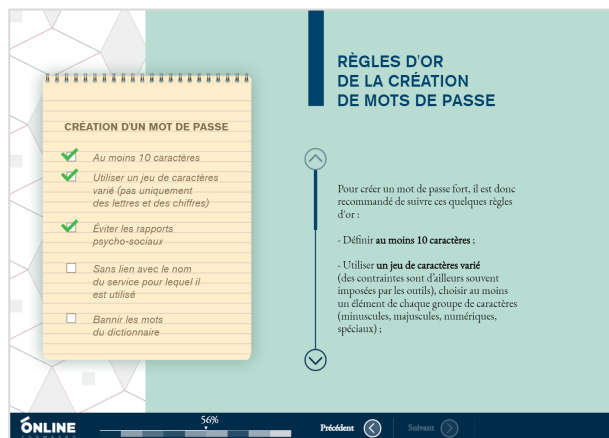 CRÉATION D'UN MOT DE PASSE
Au moins 10 caractères
Utiliser un jeu de caractères
varié (pas uniquement
des lettres et des chiffres)
Éviter les rapports
psycho-sociaux
Sans lien avec le nom
du service pour lequel il
est utilisé
Bannir les mots
du dictionnaire
RÈGLES D'OR
DE LA CRÉATION
DE MOTS DE PASSE
Pour créer un mot de passe fort, il est donc
recommandé de suivre ces quelques règles
d'or :
- Définir au moins 10 caractères ;
- Utiliser un jeu de caractères varié
(des contraintes sont d'ailleurs souvent
imposées par les outils), choisir au moins
un élément de chaque groupe de caractères
(minuscules, majuscules, numériques,
spéciaux) ;
ÓNLINE
FORMAPRO
56%
Précédent
Suivant